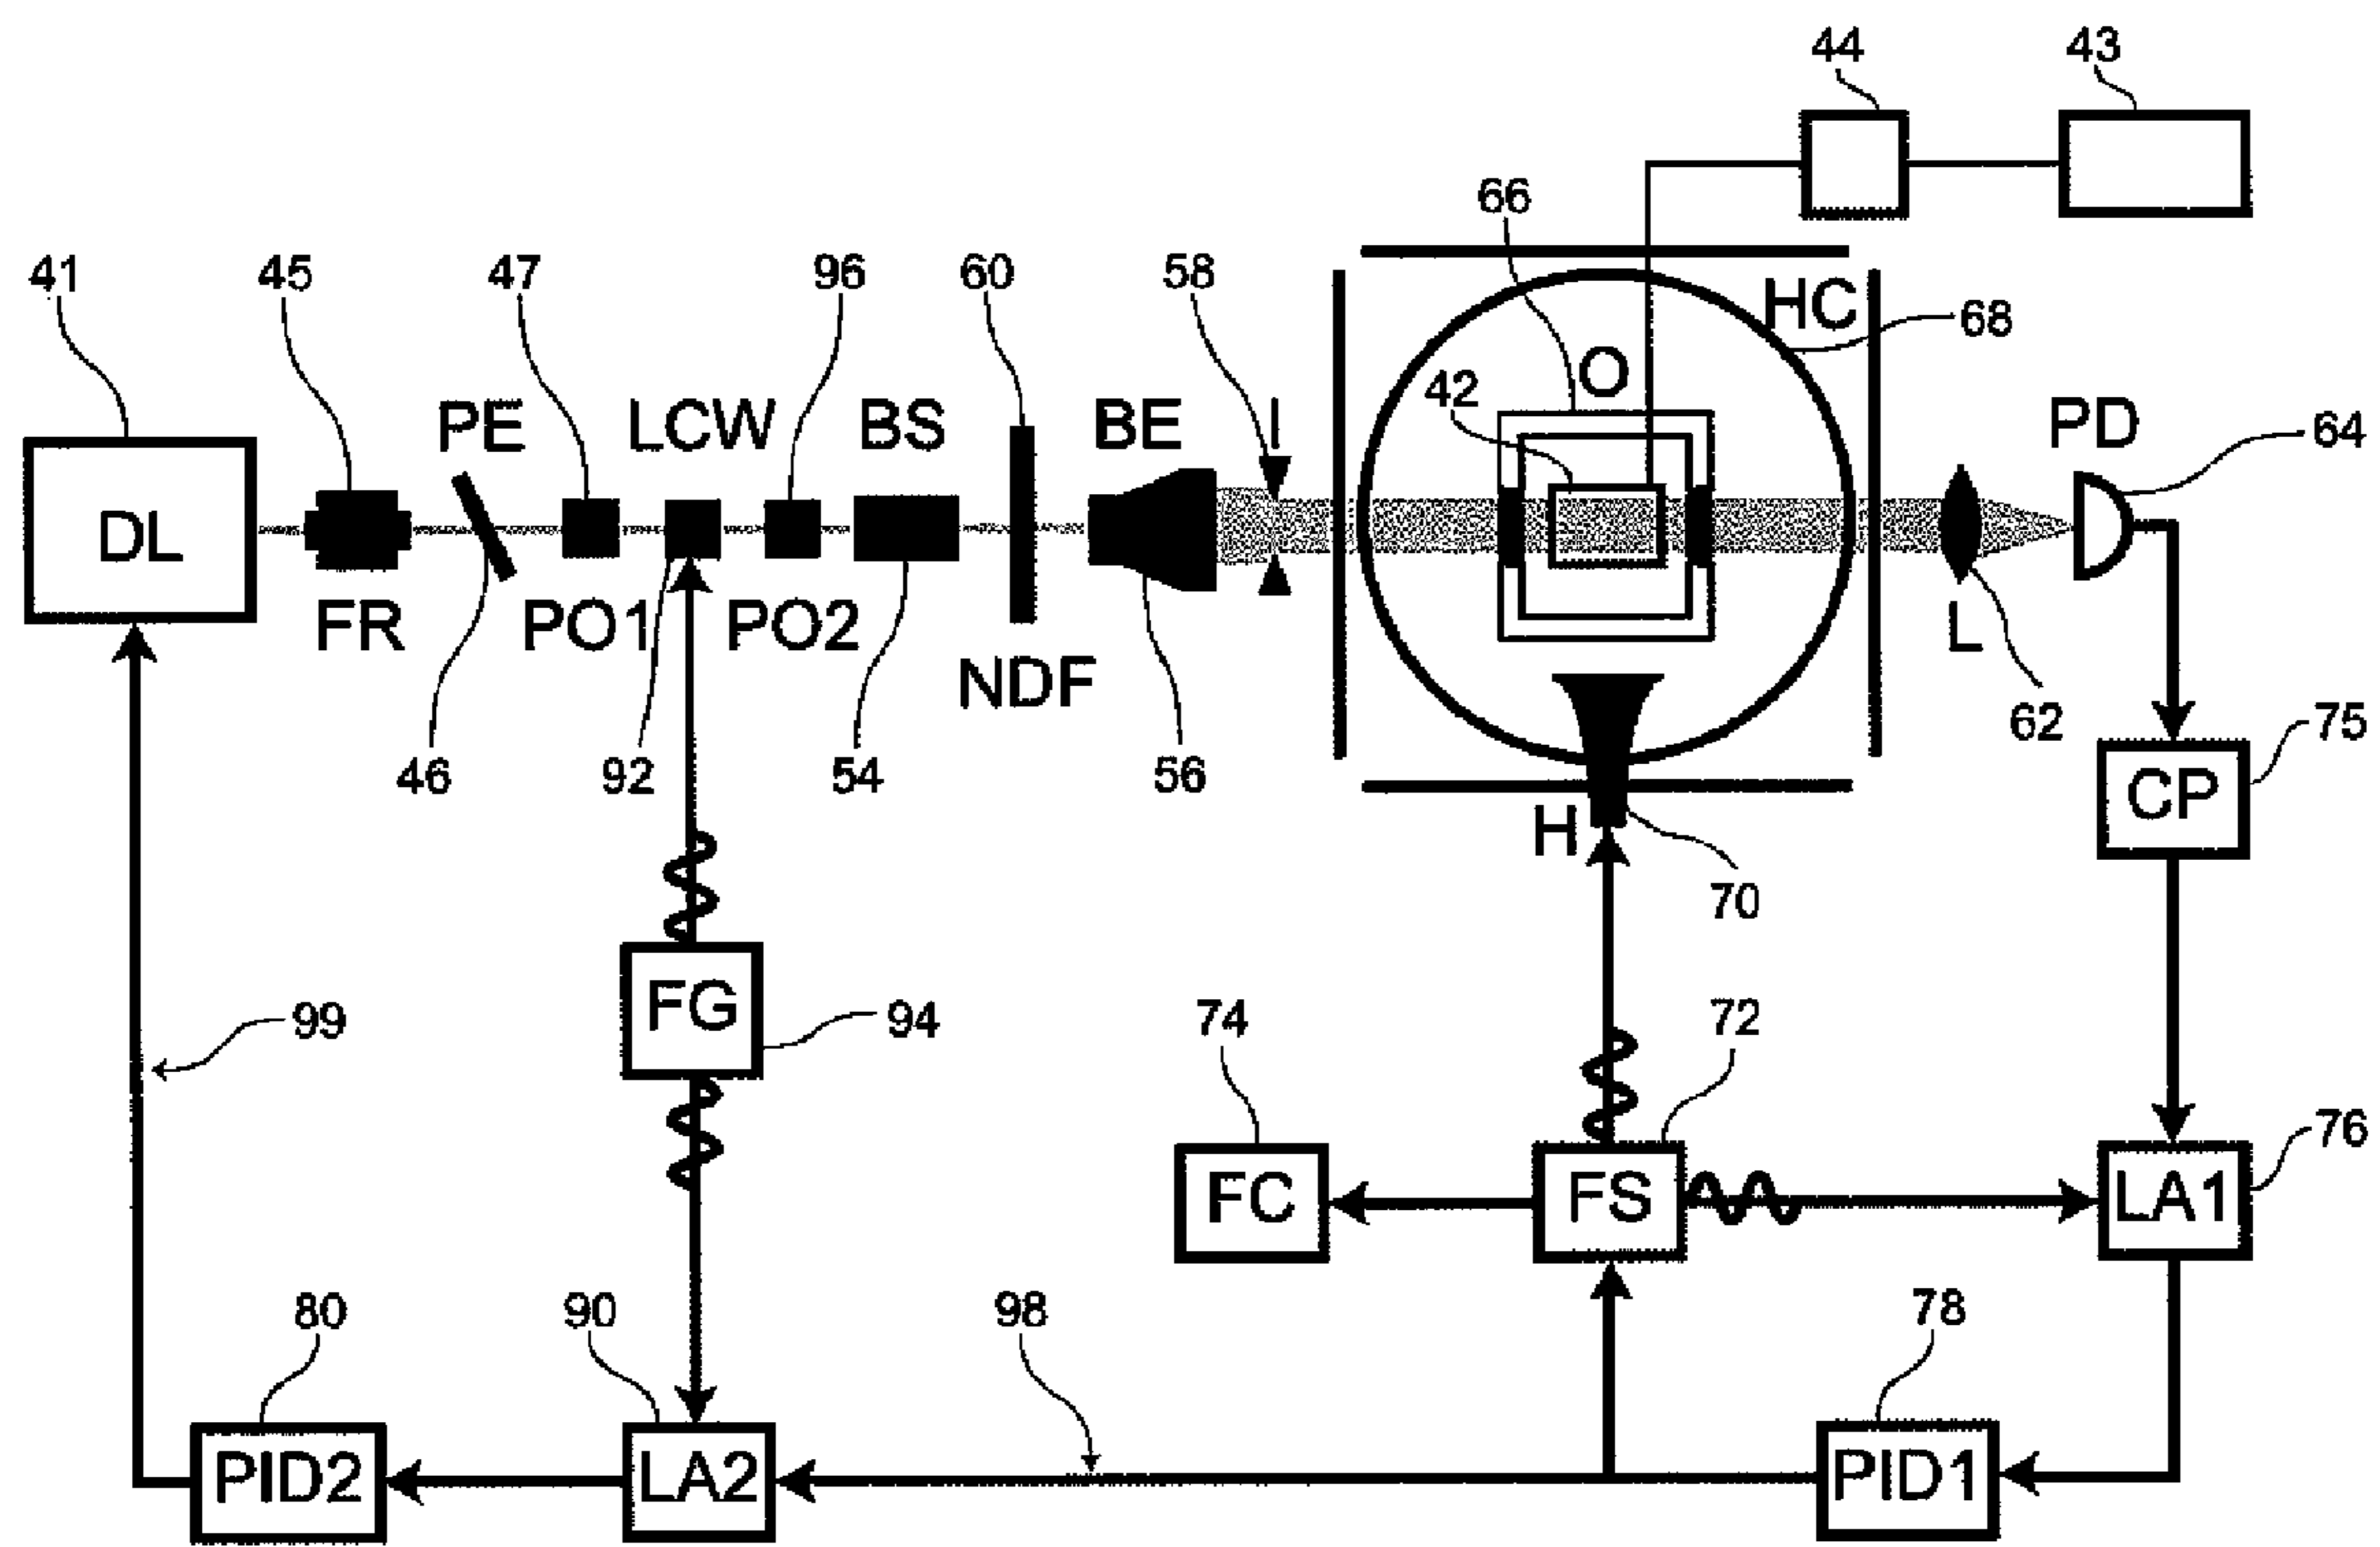 44 43
66
41 45 47 96 60 58 HC 68
O
42
PE LCW BS BE I PD 64
DL
FR PO1 PO2 NDF L
46 92 54 56 62 75
CP
H
70
FG
99 94 74 72
76
FC FS LA1
80 90 98 78
PID2 LA2 PID1